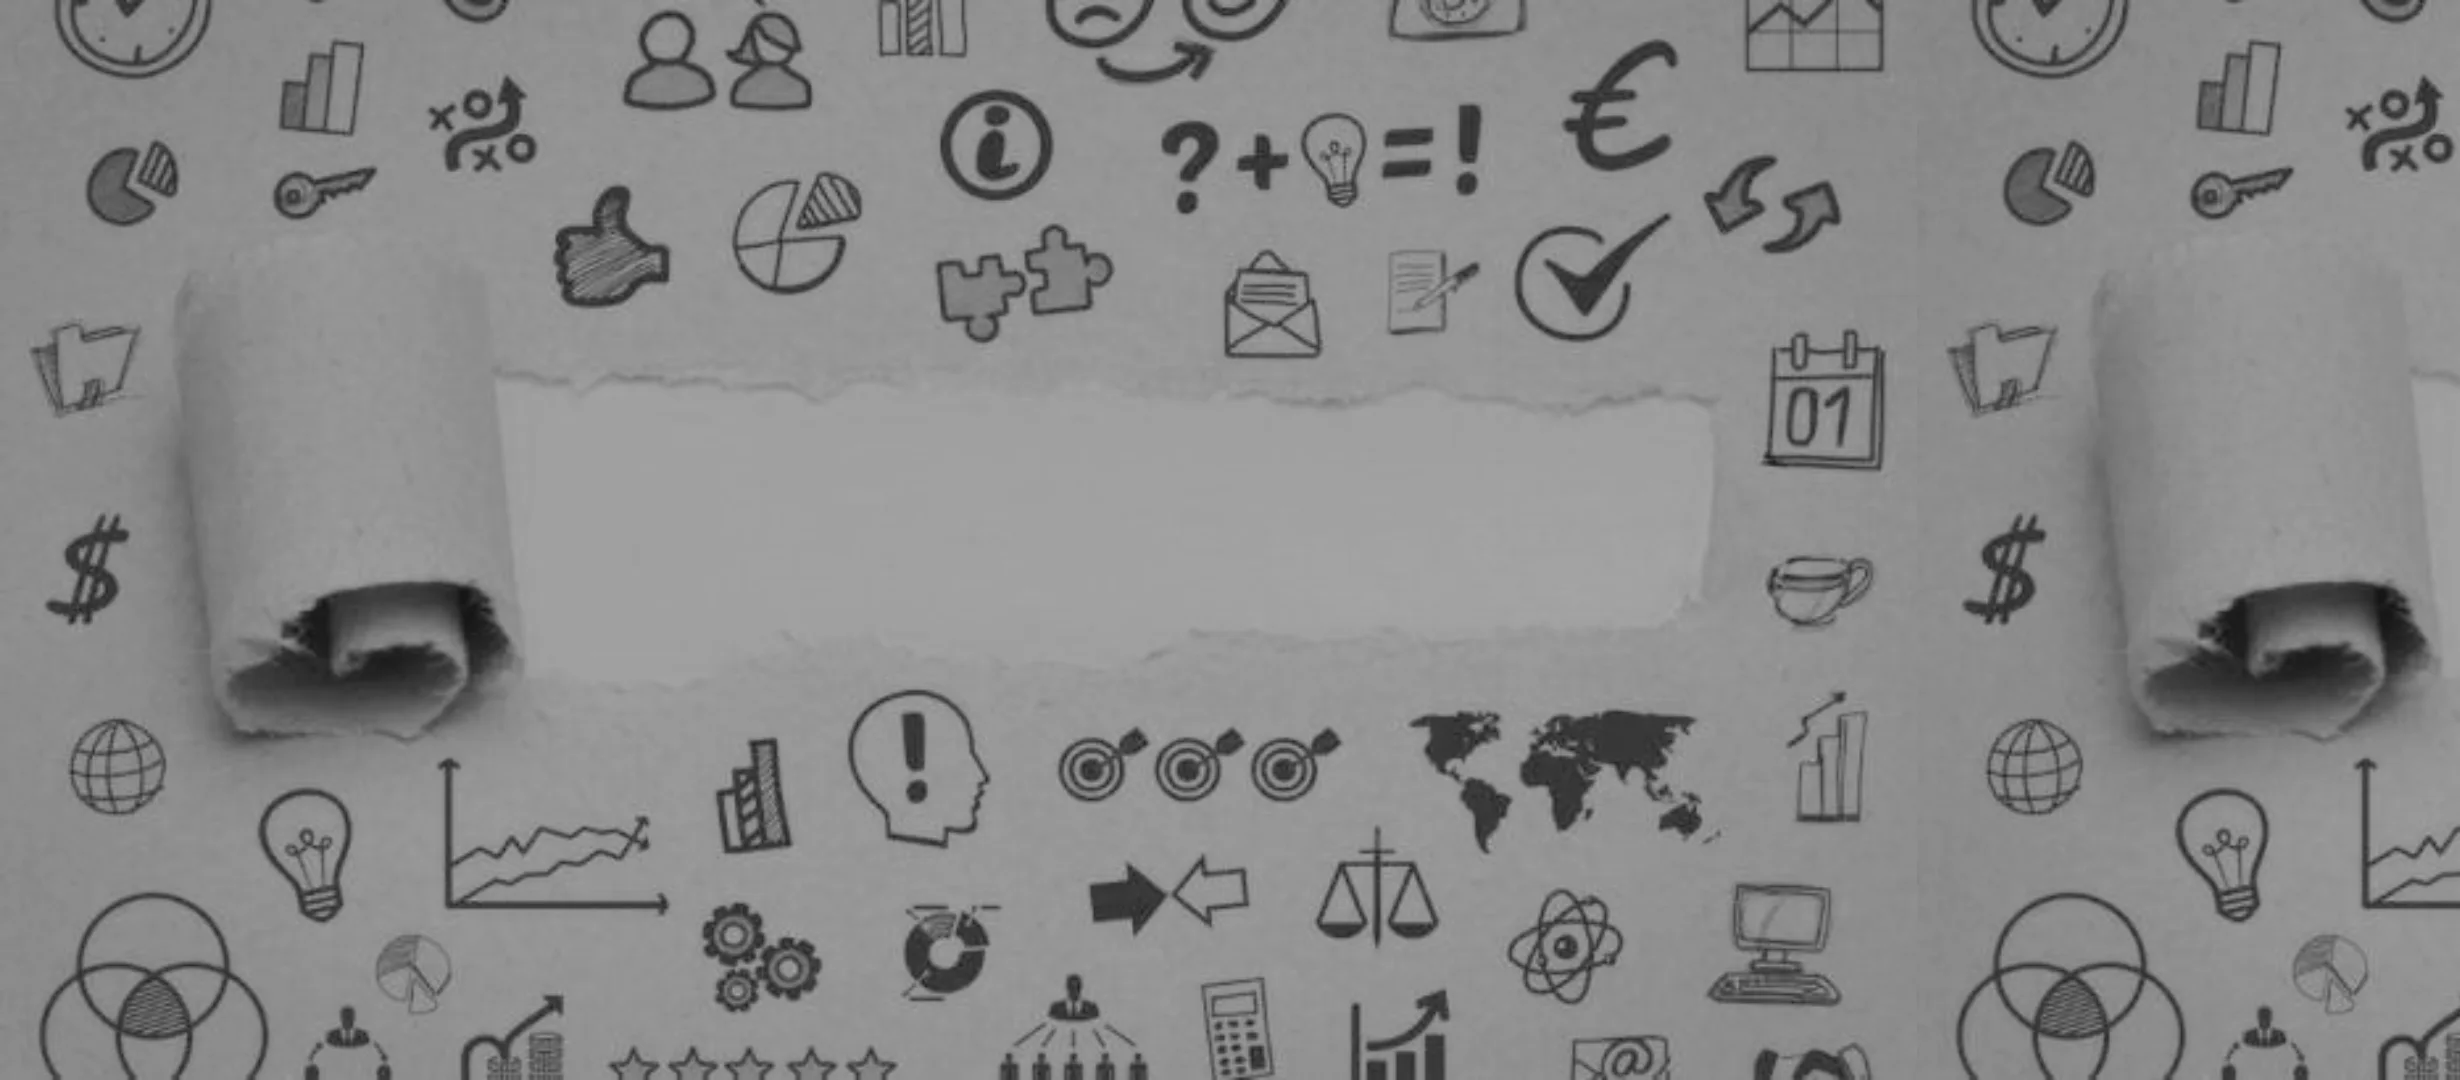 €
i
? + = !
01
$ $
@